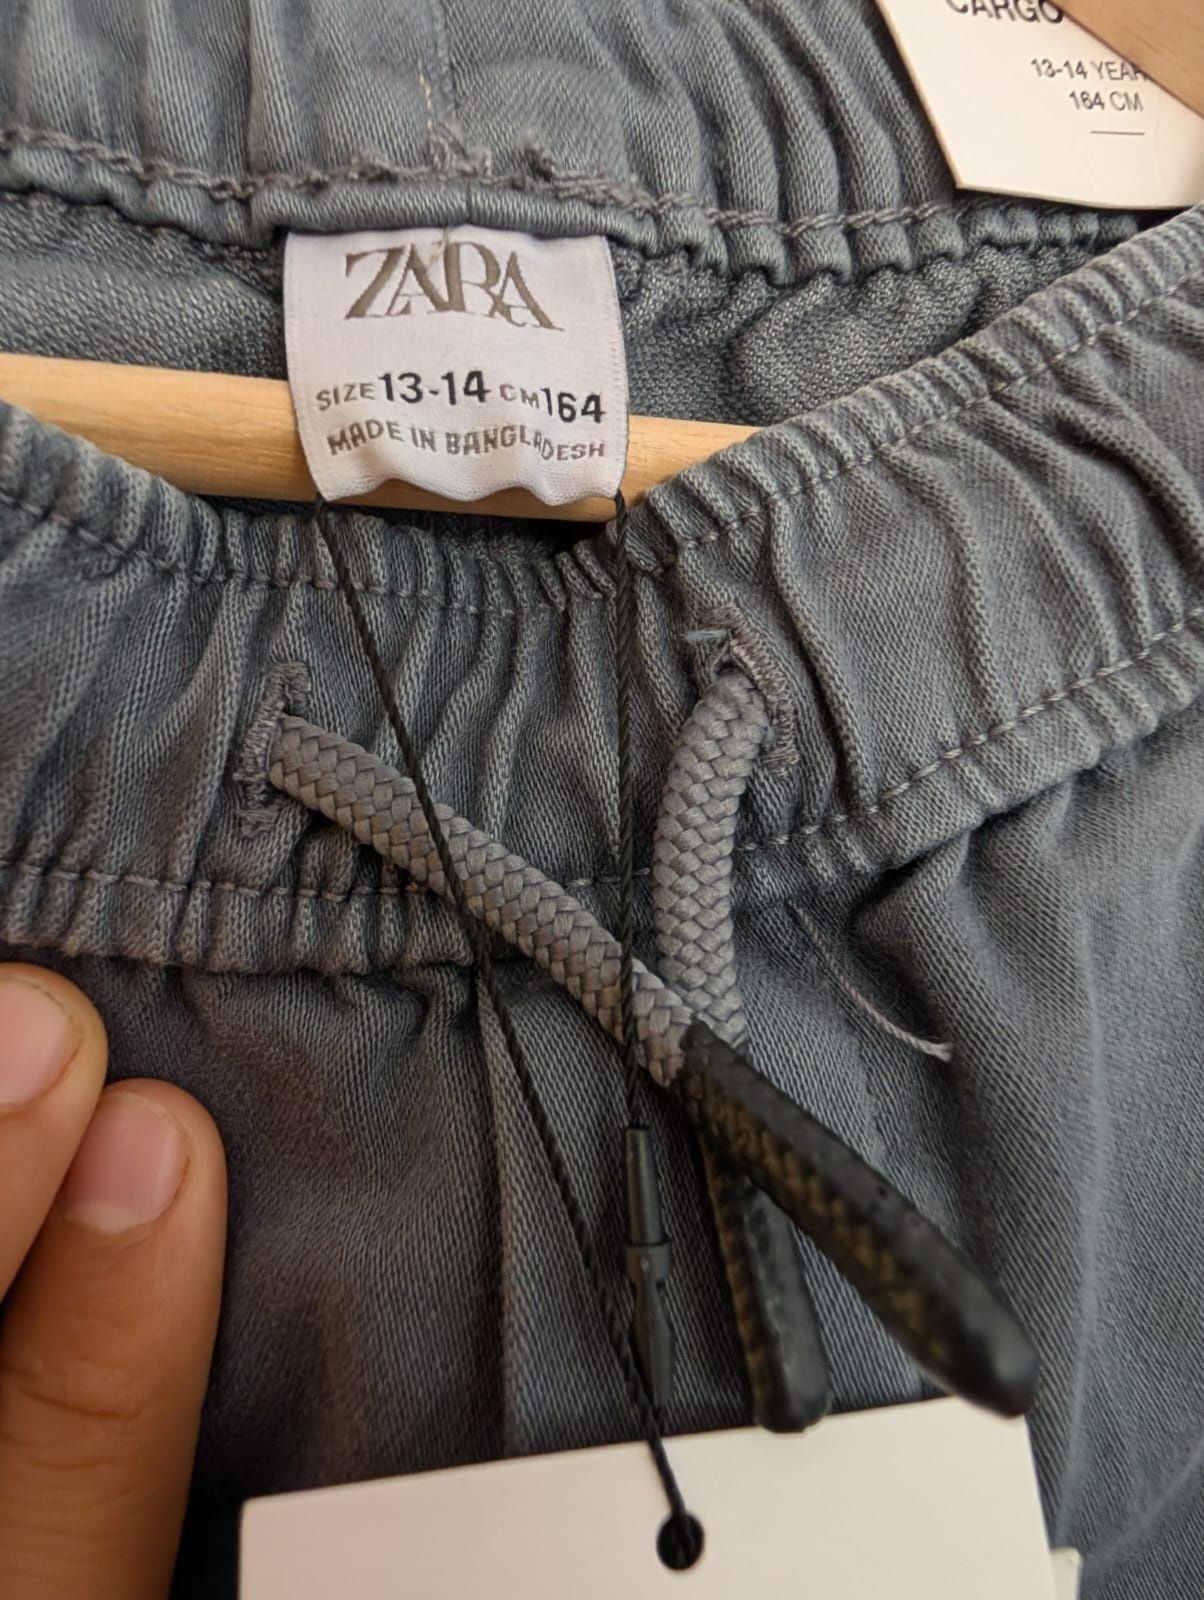 CARGO
13-14 YEAR
164 CM
ZARA
SIZE 13-14 CM 164
MADE IN BANGLADESH